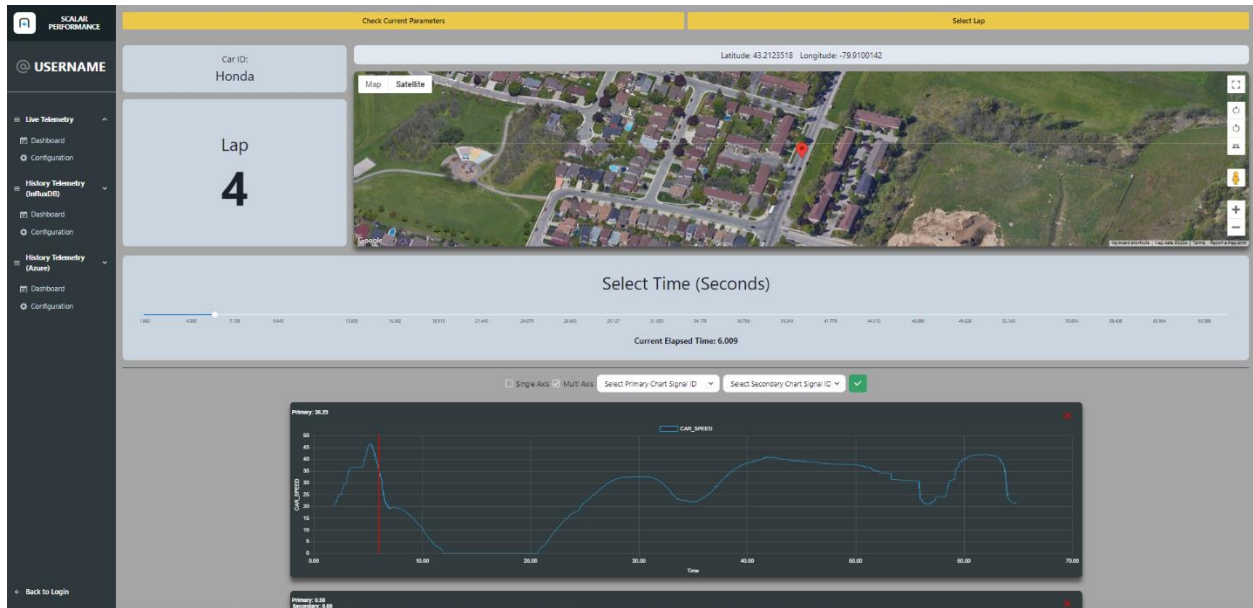 SCALAR
PERFORMANCE
@ USERNAME
Live Telemetry
Dashboard
Configuration
History Telemetry
(InfluxDB)
Dashboard
Configuration
History Telemetry
(Azure)
Dashboard
Configuration
Back to Login
Check Current Parameters
Select Lap
Car ID:
Honda
Lap
4
Latitude: 43.2123518 Longitude: -79.9100142
Map Satellite
Google
Select Time (Seconds)
Current Elapsed Time: 6.009
Single Axis Multi Axis Select Primary Chart Signal ID Select Secondary Chart Signal ID
Primary: 36.29
CAR_SPEED
CAR_SPEED
50
45
40
35
30
25
20
15
10
5
0
0.00 10.00 20.00 30.00 40.00 50.00 60.00 70.00
Time